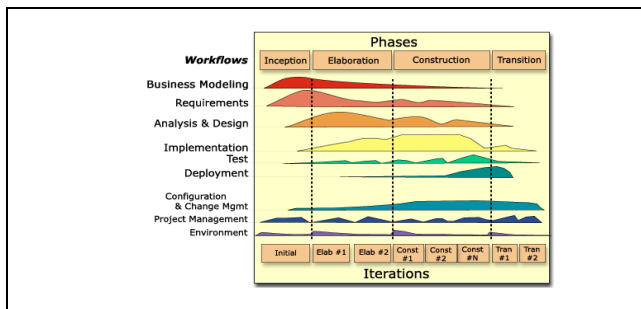 Phases
Workflows
Inception Elaboration Construction Transition
Business Modeling
Requirements
Analysis & Design
Implementation
Test
Deployment
Configuration
& Change Mgmt
Project Management
Environment
Initial Elab #1 Elab #2 Const #1 Const #2 Const #N Tran #1 Tran #2
Iterations